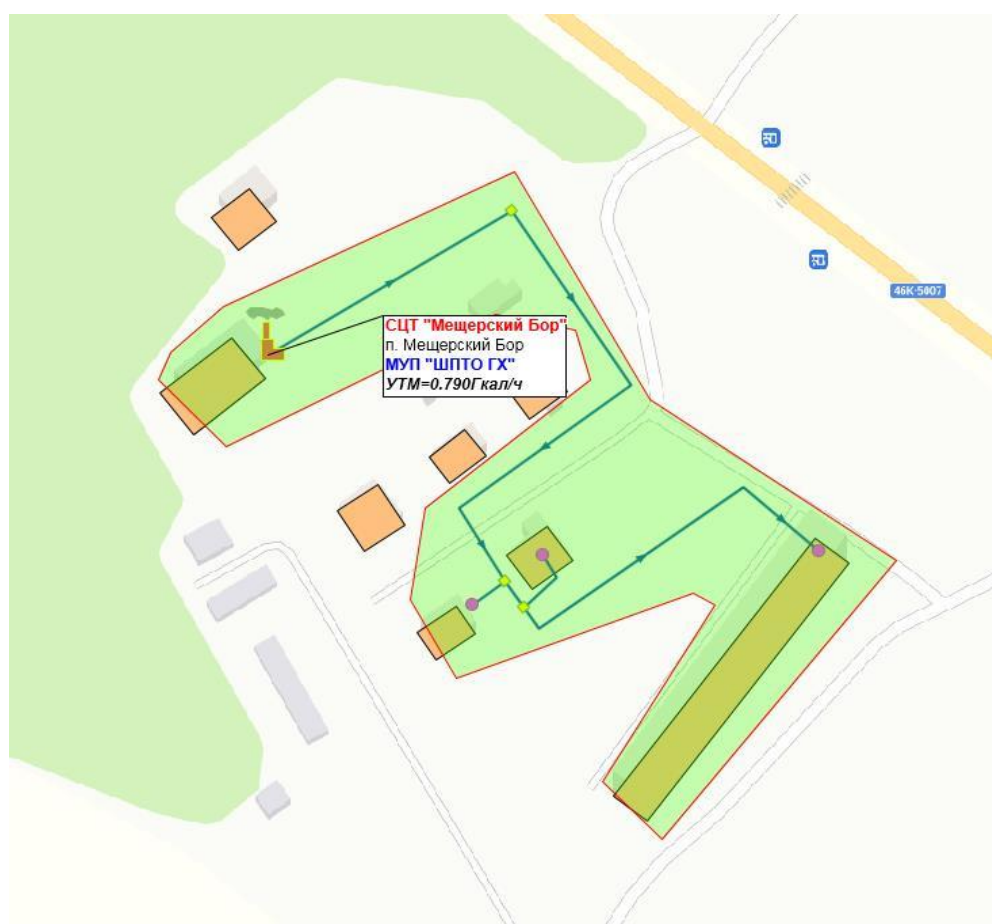 46К-5007
СЦТ "Мещерский Бор"
п. Мещерский Бор
МУП "ШПТО ГХ"
УТМ=0.790Гкал/ч